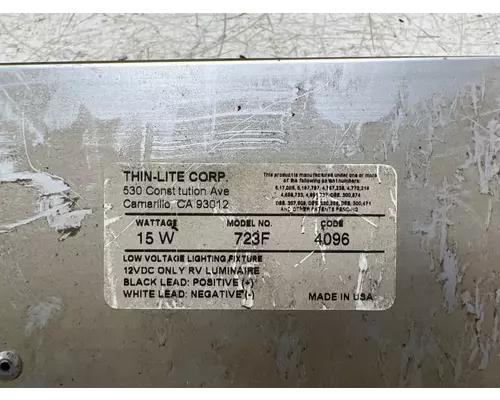 THIN-LITE CORP.
530 Const tution Ave
Camarillo, CA 93012
This product is manufactured under one or more
of the following patent numbers:
AND OTHER PATENTS PENDING
WATTAGE MODEL NO. CODE
15 W 723F 4096
LOW VOLTAGE LIGHTING FIXTURE
12VDC ONLY RV LUMINAIRE
BLACK LEAD: POSITIVE (+)
WHITE LEAD: NEGATIVE (-)
MADE IN USA